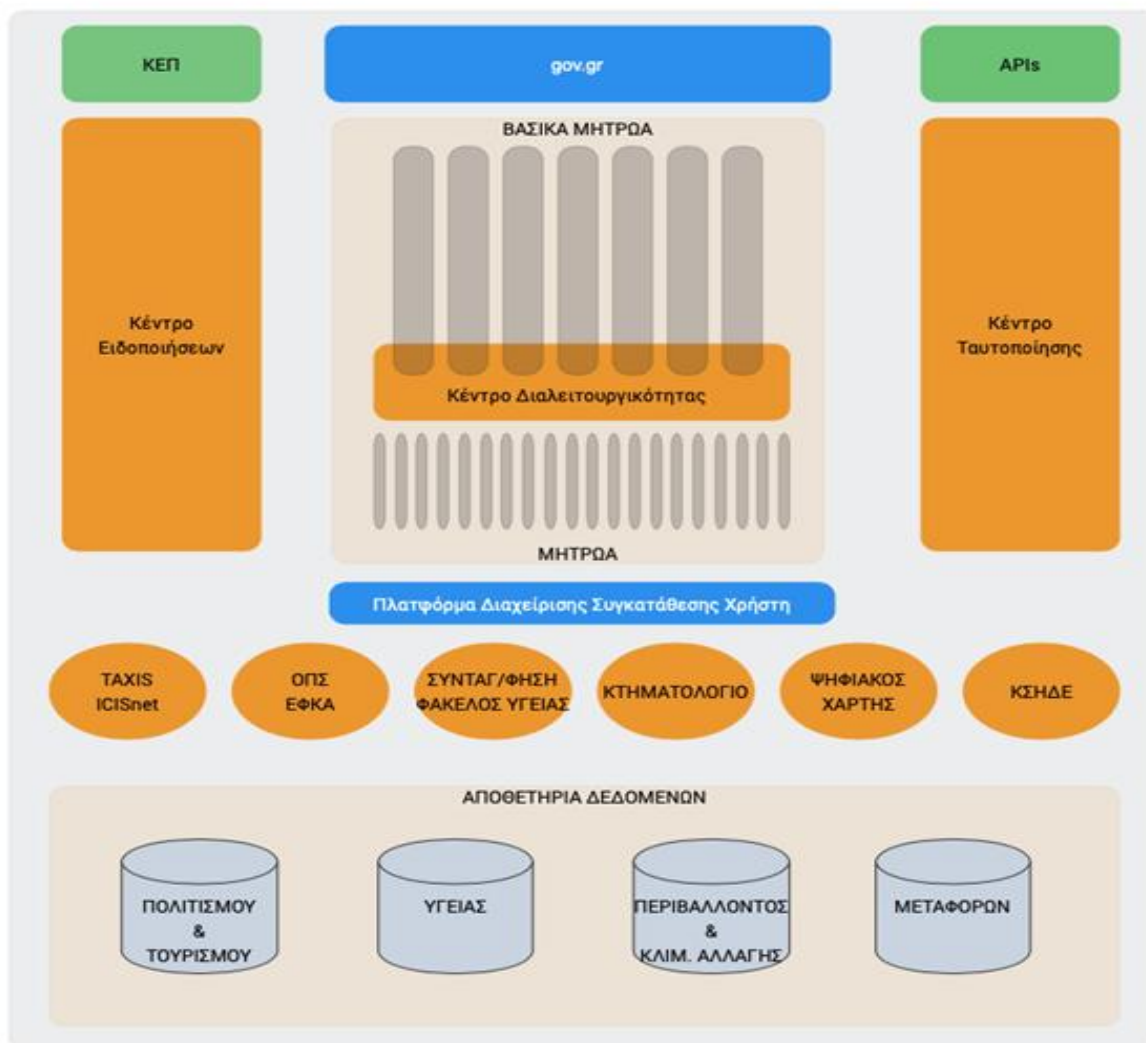 ΚΕΠ
gov.gr
APIs
ΒΑΣΙΚΑ ΜΗΤΡΩΑ
Κέντρο
Ειδοποιήσεων
Κέντρο
Ταυτοποίησης
Κέντρο Διαλειτουργικότητας
ΜΗΤΡΩΑ
Πλατφόρμα Διαχείρισης Συγκατάθεσης Χρήστη
TAXIS
ICISnet
ΟΠΣ
ΕΦΚΑ
ΣΥΝΤΑΓ/ΦΗΣΗ
ΦΑΚΕΛΟΣ ΥΓΕΙΑΣ
ΚΤΗΜΑΤΟΛΟΓΙΟ
ΨΗΦΙΑΚΟΣ
ΧΑΡΤΗΣ
ΚΣΗΔΕ
ΑΠΟΘΕΤΗΡΙΑ ΔΕΔΟΜΕΝΩΝ
ΠΟΛΙΤΙΣΜΟΥ
&
ΤΟΥΡΙΣΜΟΥ
ΥΓΕΙΑΣ
ΠΕΡΙΒΑΛΛΟΝΤΟΣ
&
ΚΛΙΜ. ΑΛΛΑΓΗΣ
ΜΕΤΑΦΟΡΩΝ